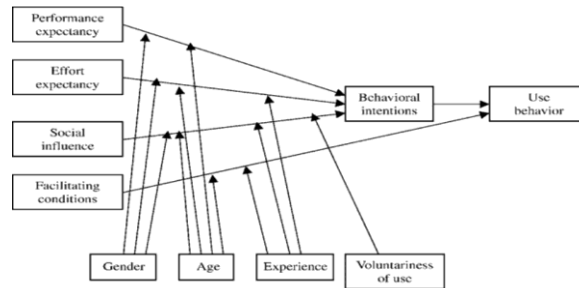 Performance
expectancy
Effort
expectancy
Social
influence
Facilitating
conditions
Behavioral
intentions
Use
behavior
Gender
Age
Experience
Voluntariness
of use